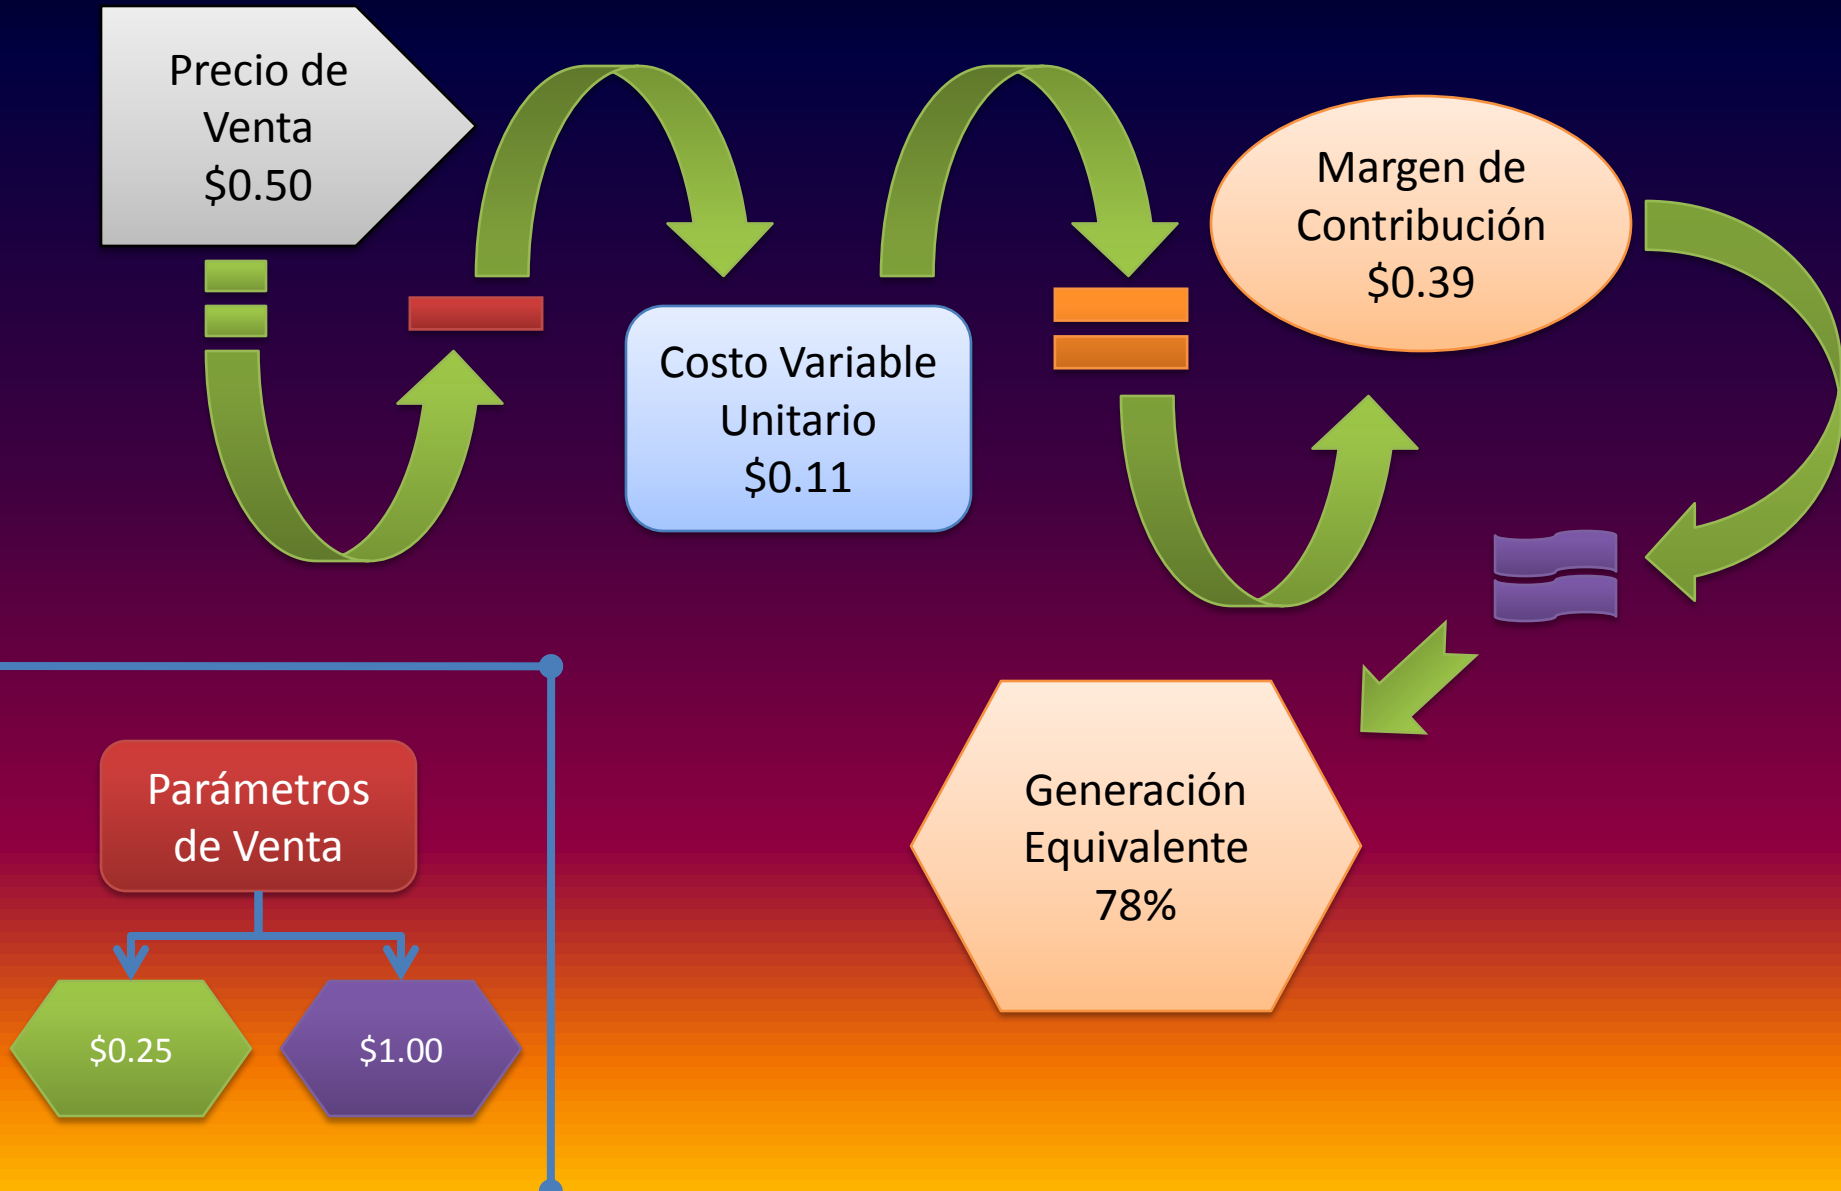 Precio de
Venta
$0.50
Costo Variable
Unitario
$0.11
Margen de
Contribución
$0.39
Generación
Equivalente
78%
Parámetros
de Venta
$0.25
$1.00